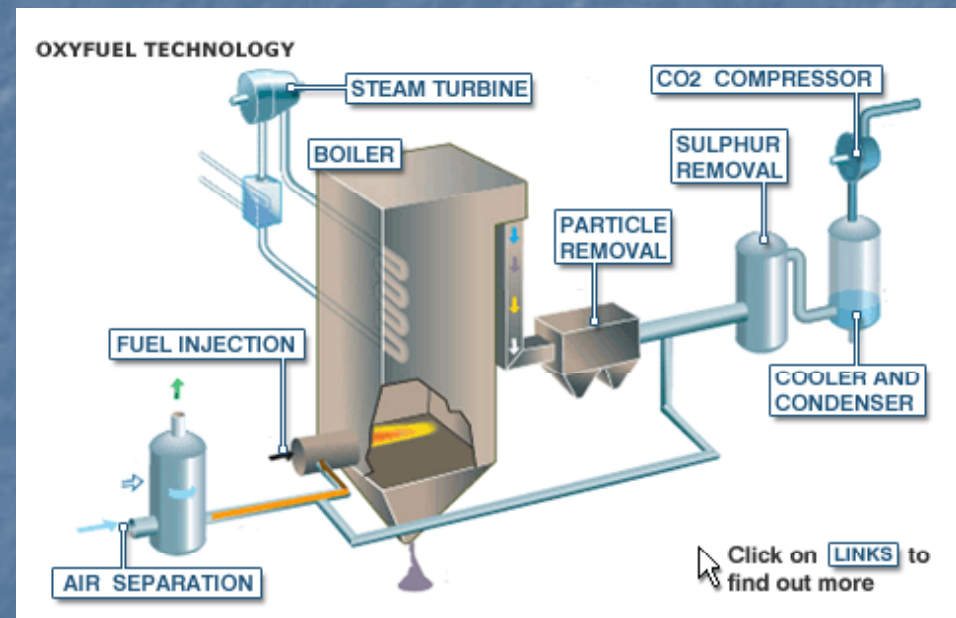 OXYFUEL TECHNOLOGY
STEAM TURBINE
CO2 COMPRESSOR
BOILER
SULPHUR
REMOVAL
PARTICLE
REMOVAL
FUEL INJECTION
COOLER AND
CONDENSER
AIR SEPARATION
Click on LINKS to
find out more